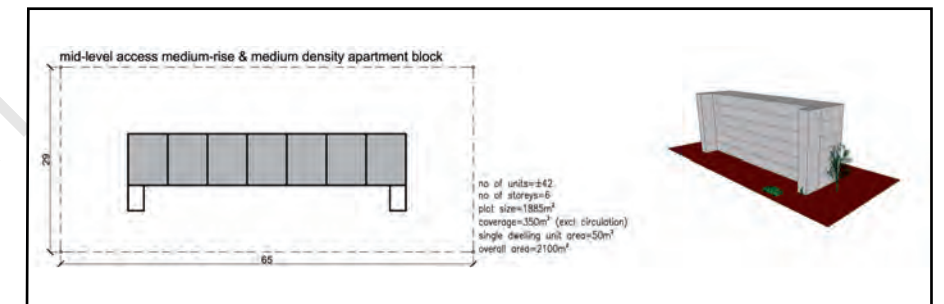 mid-level access medium-rise & medium density apartment block
29
65
no of units=±42
no of storeys=6
plot size=1885m²
coverage=350m² (excl circulation)
single dwelling unit area=50m²
overall area=2100m²